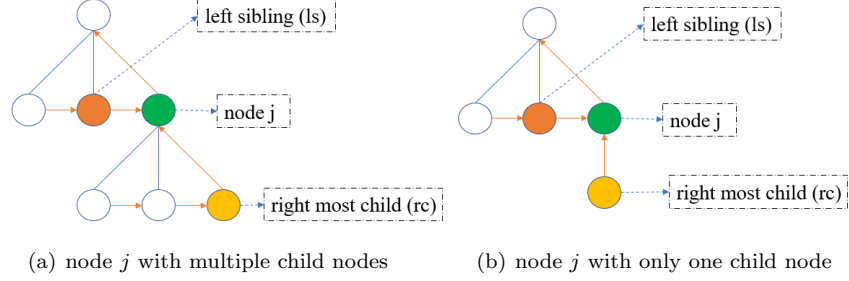 left sibling (ls)
node j
right most child (rc)
(a) node j with multiple child nodes
left sibling (ls)
node j
right most child (rc)
(b) node j with only one child node